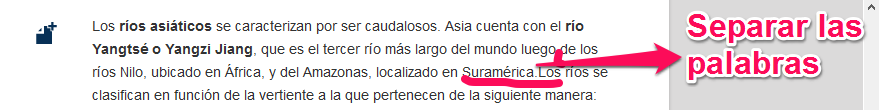 Los ríos asiáticos se caracterizan por ser caudalosos. Asia cuenta con el río
Yangtsé o Yangzi Jiang, que es el tercer río más largo del mundo luego de los
ríos Nilo, ubicado en África, y del Amazonas, localizado en Suramérica.Los ríos se
clasifican en función de la vertiente a la que pertenecen de la siguiente manera:
Separar las
palabras